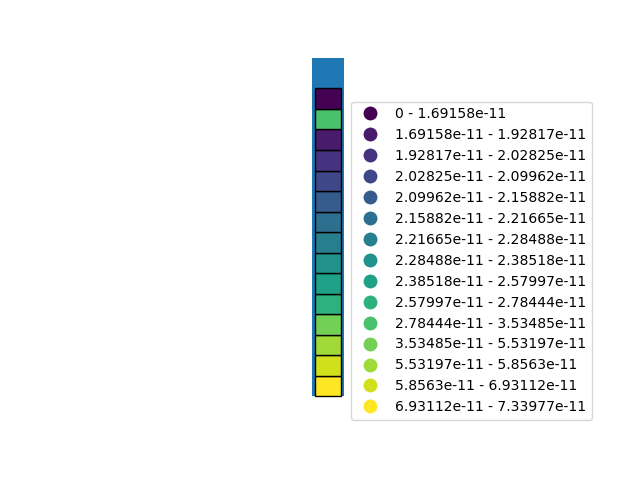 0 - 1.69158e-11
1.69158e-11 - 1.92817e-11
1.92817e-11 - 2.02825e-11
2.02825e-11 - 2.09962e-11
2.09962e-11 - 2.15882e-11
2.15882e-11 - 2.21665e-11
2.21665e-11 - 2.28488e-11
2.28488e-11 - 2.38518e-11
2.38518e-11 - 2.57997e-11
2.57997e-11 - 2.78444e-11
2.78444e-11 - 3.53485e-11
3.53485e-11 - 5.53197e-11
5.53197e-11 - 5.8563e-11
5.8563e-11 - 6.93112e-11
6.93112e-11 - 7.33977e-11